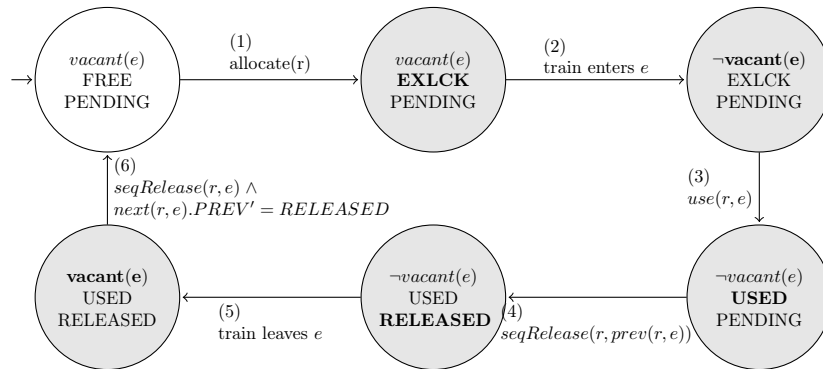 vacant(e)
FREE
PENDING
(1)
allocate(r)
vacant(e)
EXLCK
PENDING
(2)
train enters e
¬vacant(e)
EXLCK
PENDING
(3)
use(r, e)
¬vacant(e)
USED
PENDING
(4)
seqRelease(r, prev(r, e))
¬vacant(e)
USED
RELEASED
(5)
train leaves e
vacant(e)
USED
RELEASED
(6)
seqRelease(r, e) ∧
next(r, e).PREV′ = RELEASED